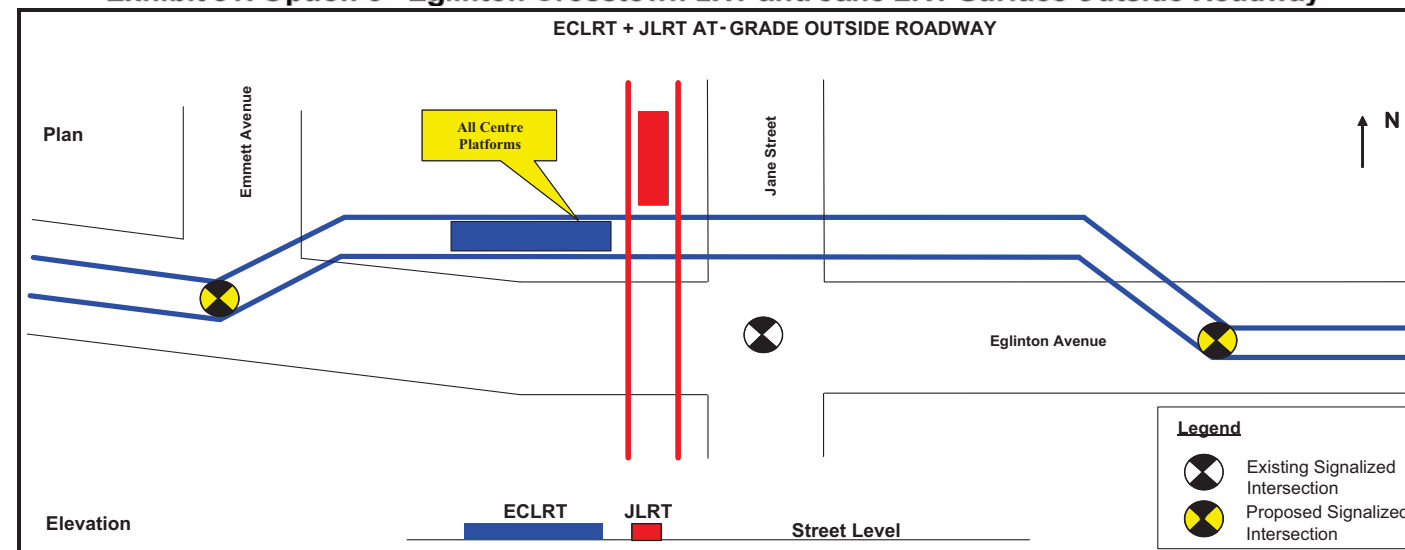 ECLRT + JLRT AT-GRADE OUTSIDE ROADWAY
Plan
Emmett Avenue
All Centre
Platforms
Jane Street
N
Eglinton Avenue
Legend
Existing Signalized
Intersection
Proposed Signalized
Intersection
Elevation
ECLRT
JLRT
Street Level